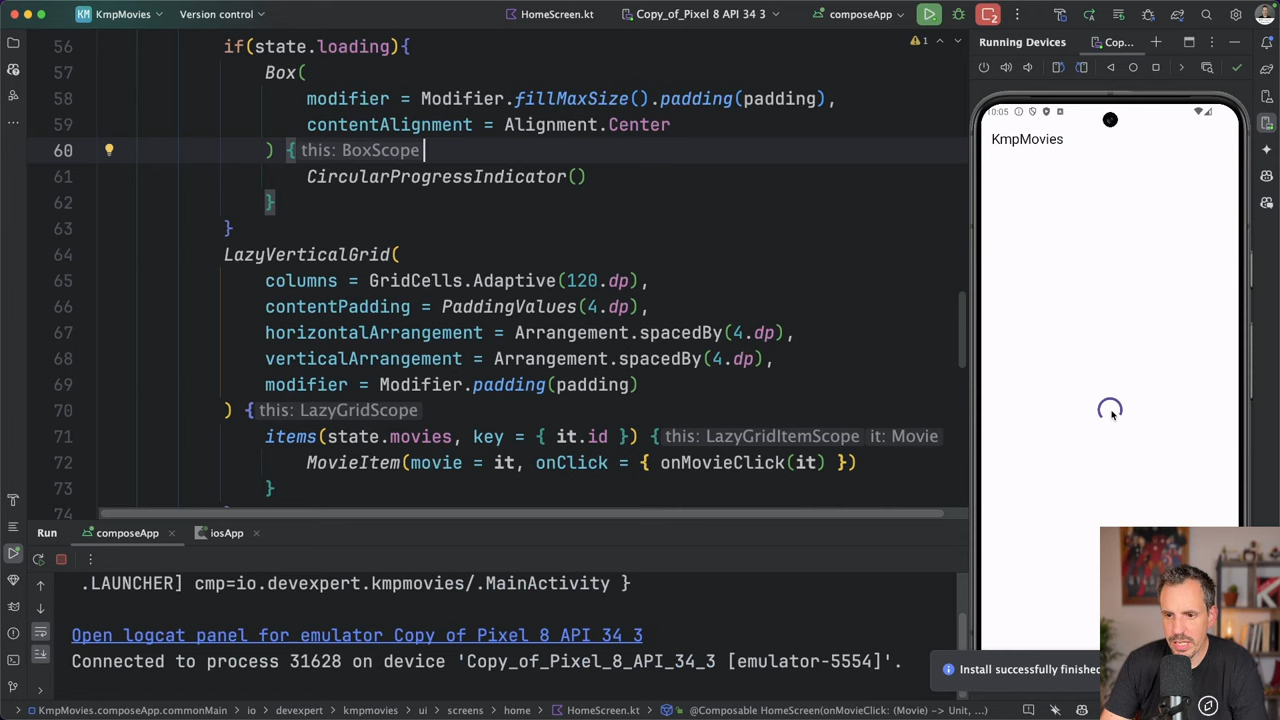 KmpMovies
Version control
HomeScreen.kt
Copy_of_Pixel 8 API 34 3
composeApp
56 if(state.loading){
57 Box(
58 modifier = Modifier.fillMaxSize().padding(padding),
59 contentAlignment = Alignment.Center
60 ) { this: BoxScope
61 CircularProgressIndicator()
62 }
63 }
64 LazyVerticalGrid(
65 columns = GridCells.Adaptive(120.dp),
66 contentPadding = PaddingValues(4.dp),
67 horizontalArrangement = Arrangement.spacedBy(4.dp),
68 verticalArrangement = Arrangement.spacedBy(4.dp),
69 modifier = Modifier.padding(padding)
70 ) { this: LazyGridScope
71 items(state.movies, key = { it.id }) { this: LazyGridItemScope it: Movie
72 MovieItem(movie = it, onClick = { onMovieClick(it) })
73 }
74
1
Running Devices
Cop...
10:05
KmpMovies
Run
composeApp
iosApp
.LAUNCHER] cmp=io.devexpert.kmpmovies/.MainActivity }
Open logcat panel for emulator Copy of Pixel 8 API 34 3
Connected to process 31628 on device 'Copy_of_Pixel_8_API_34_3 [emulator-5554]'.
Install successfully finished
KmpMovies.composeApp.commonMain
io
devexpert
kmpmovies
ui
screens
home
HomeScreen.kt
@Composable HomeScreen(onMovieClick: (Movie) -> Unit, ...